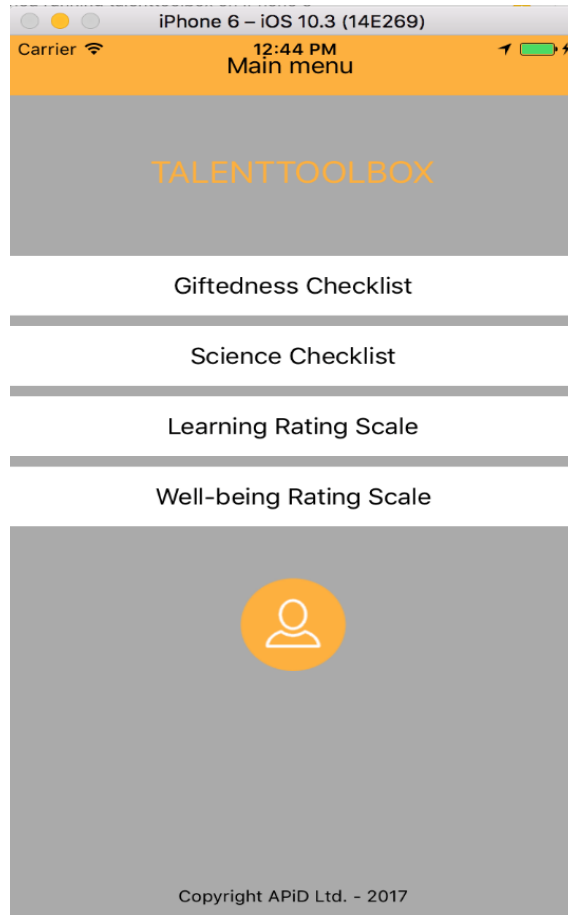 iPhone 6 – iOS 10.3 (14E269)
Carrier 12:44 PM
Main menu
TALENTTOOLBOX
Giftedness Checklist
Science Checklist
Learning Rating Scale
Well-being Rating Scale
Copyright APiD Ltd. - 2017